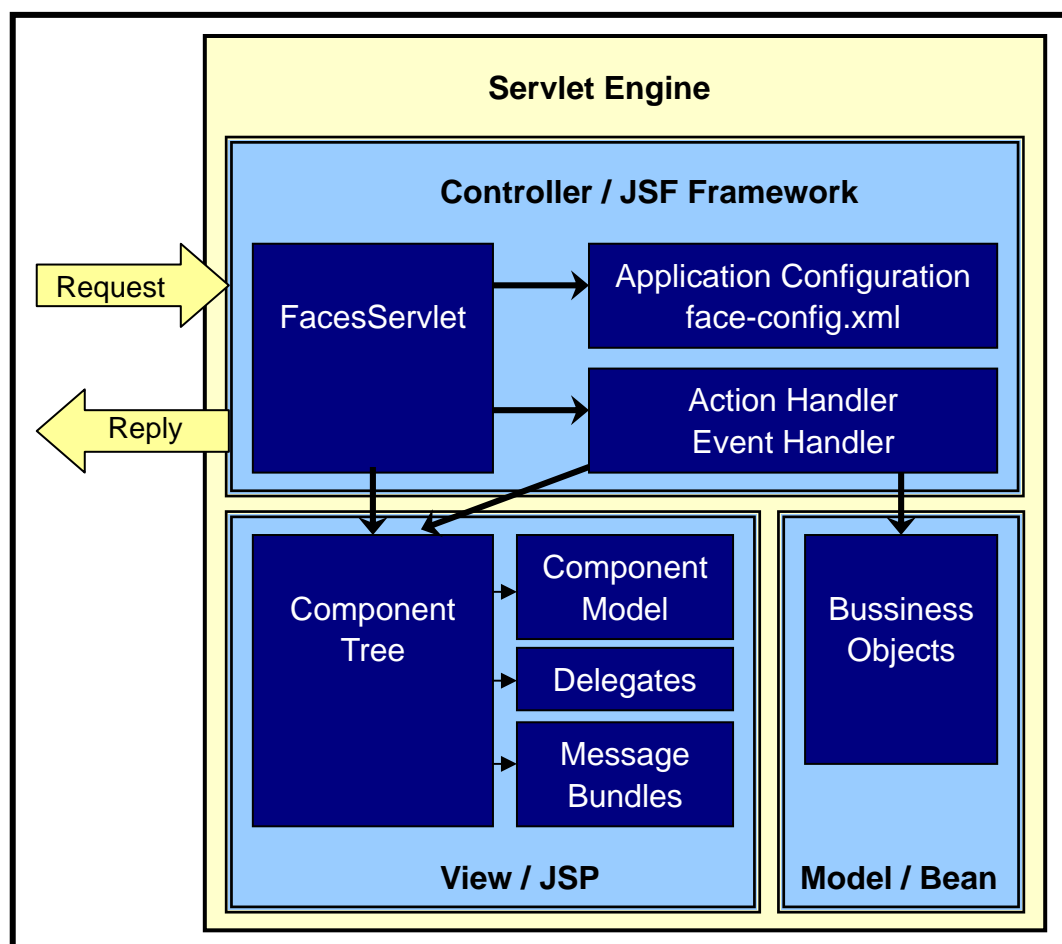 Servlet Engine
Controller / JSF Framework
Request
FacesServlet
Application Configuration
face-config.xml
Reply
Action Handler
Event Handler
Component
Tree
Component
Model
Delegates
Message
Bundles
Bussiness
Objects
View / JSP
Model / Bean